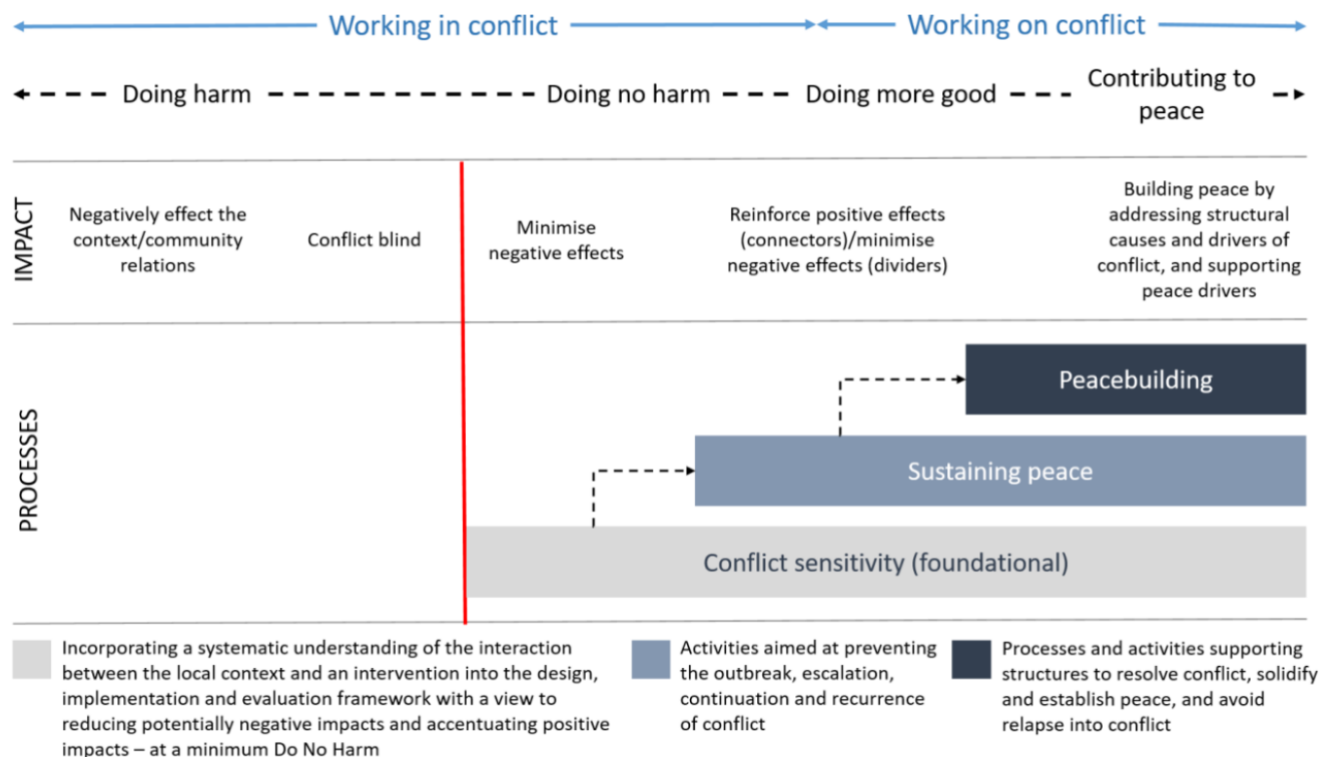 Working in conflict
Working on conflict
Doing harm
Doing no harm
Doing more good
Contributing to
peace
IMPACT
Negatively effect the
context/community
relations
Conflict blind
Minimise
negative effects
Reinforce positive effects
(connectors)/minimise
negative effects (dividers)
Building peace by
addressing structural
causes and drivers of
conflict, and supporting
peace drivers
PROCESSES
Peacebuilding
Sustaining peace
Conflict sensitivity (foundational)
Incorporating a systematic understanding of the interaction
between the local context and an intervention into the design,
implementation and evaluation framework with a view to
reducing potentially negative impacts and accentuating positive
impacts – at a minimum Do No Harm
Activities aimed at preventing
the outbreak, escalation,
continuation and recurrence
of conflict
Processes and activities supporting
structures to resolve conflict, solidify
and establish peace, and avoid
relapse into conflict